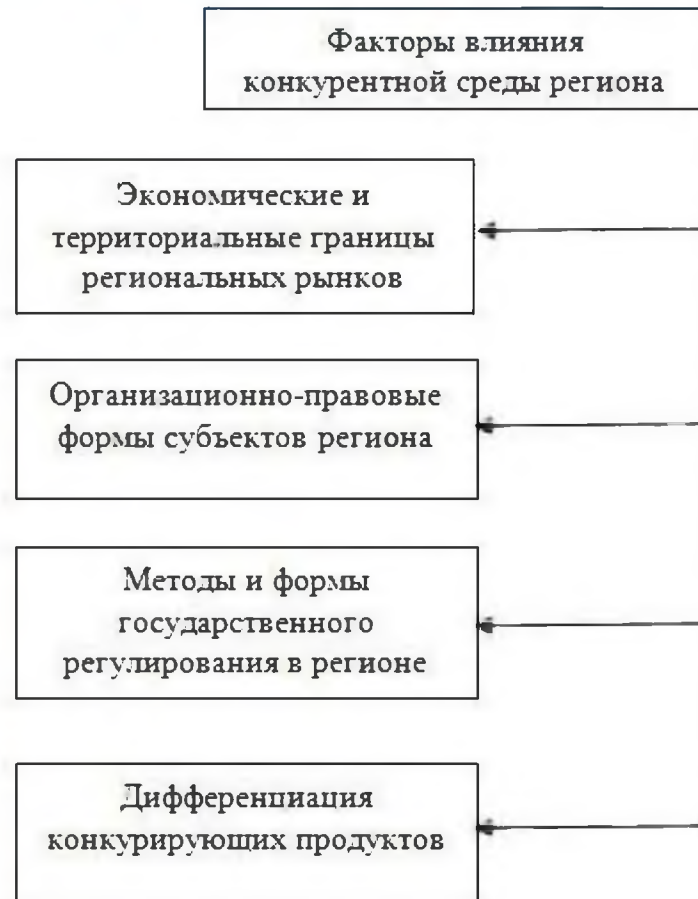 Факторы влияния
конкурентной среды региона
Экономические и
территориальные границы
региональных рынков
Организационно-правовые
формы субъектов региона
Методы и формы
государственного
регулирования в регионе
Дифференциация
конкурирующих продуктов